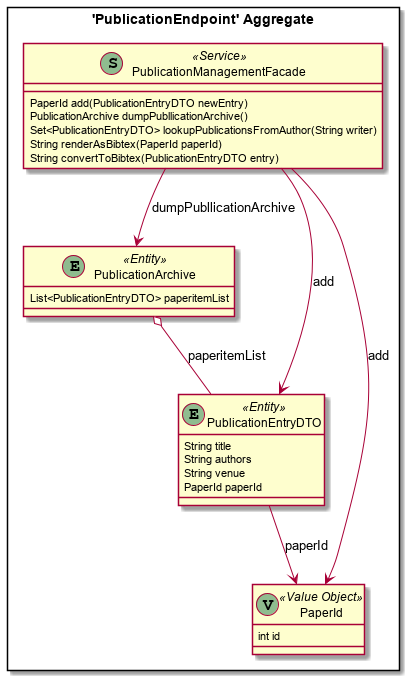 'PublicationEndpoint' Aggregate
S
«Service»
PublicationManagementFacade
PaperId add(PublicationEntryDTO newEntry)
PublicationArchive dumpPubllicationArchive()
Set<PublicationEntryDTO> lookupPublicationsFromAuthor(String writer)
String renderAsBibtex(PaperId paperId)
String convertToBibtex(PublicationEntryDTO entry)
dumpPubllicationArchive
E
«Entity»
PublicationArchive
List<PublicationEntryDTO> paperitemList
add
add
paperitemList
E
«Entity»
PublicationEntryDTO
String title
String authors
String venue
PaperId paperId
paperId
V
«Value Object»
PaperId
int id